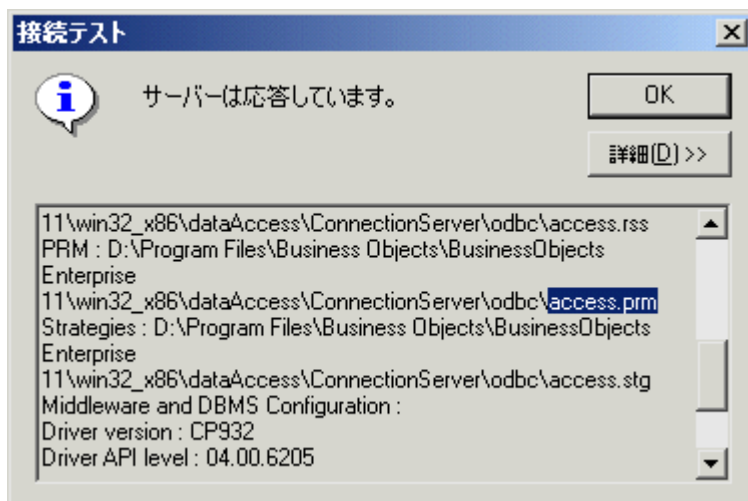 接続テスト
サーバーは応答しています。
OK
詳細(D) >>
11\win32_x86\dataAccess\ConnectionServer\odbc\access.rss
PRM : D:\Program Files\Business Objects\BusinessObjects
Enterprise
11\win32_x86\dataAccess\ConnectionServer\odbc\access.prm
Strategies : D:\Program Files\Business Objects\BusinessObjects
Enterprise
11\win32_x86\dataAccess\ConnectionServer\odbc\access.stg
Middleware and DBMS Configuration :
Driver version : CP932
Driver API level : 04.00.6205